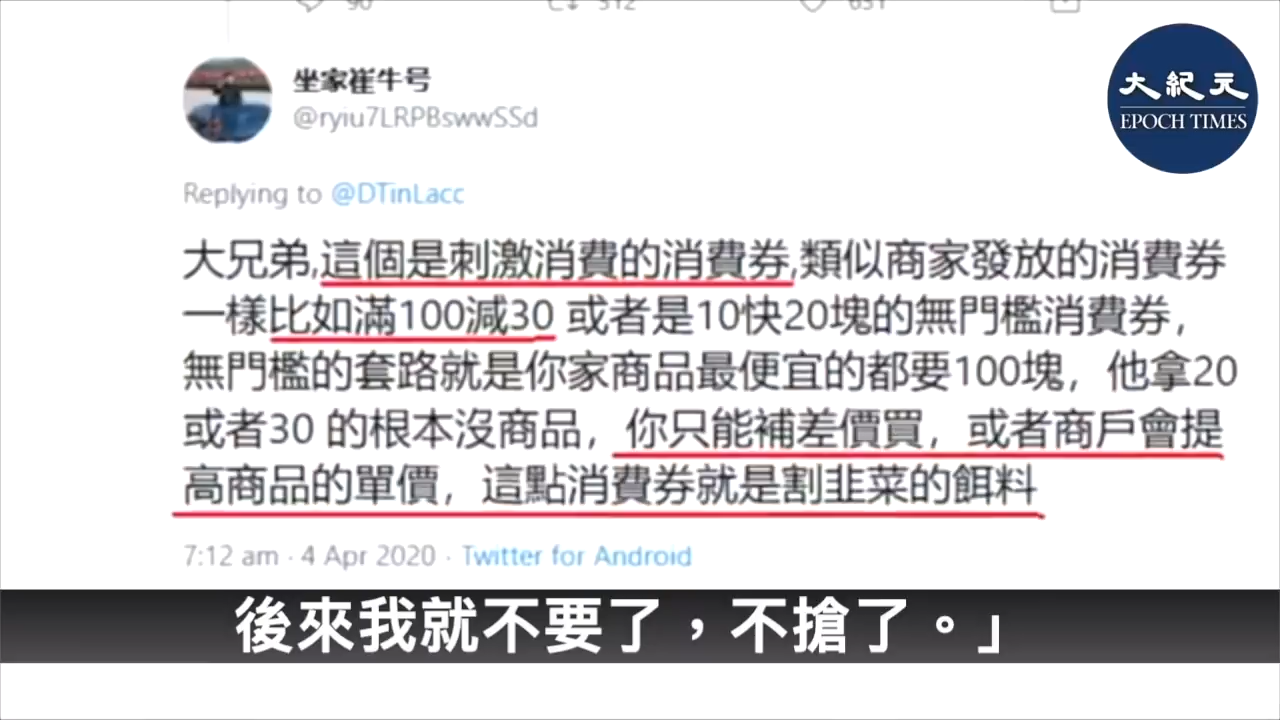 坐家崔牛号
@ryiu7LRPBswwSSd
大紀元
EPOCH TIMES
Replying to @DTinLacc
大兄弟,這個是刺激消費的消費券,類似商家發放的消費券
一樣比如滿100減30 或者是10快20塊的無門檻消費券，
無門檻的套路就是你家商品最便宜的都要100塊，他拿20
或者30 的根本沒商品，你只能補差價買，或者商戶會提
高商品的單價，這點消費券就是割韭菜的餌料
7:12 am · 4 Apr 2020 · Twitter for Android
後來我就不要了，不搶了。」